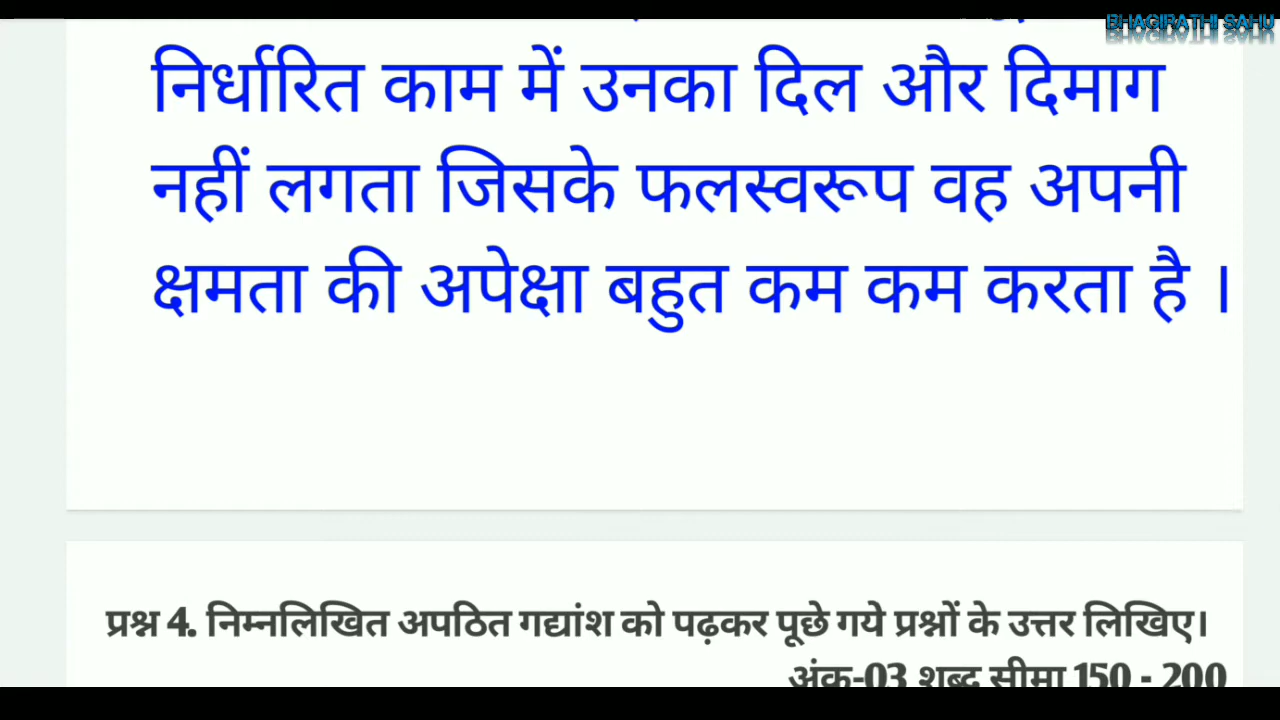 BHAGIRATHI SAHU
निर्धारित काम में उनका दिल और दिमाग
नहीं लगता जिसके फलस्वरूप वह अपनी
क्षमता की अपेक्षा बहुत कम कम करता है ।
प्रश्न 4. निम्नलिखित अपठित गद्यांश को पढ़कर पूछे गये प्रश्नों के उत्तर लिखिए।
अंक-03 शब्द सीमा 150 - 200